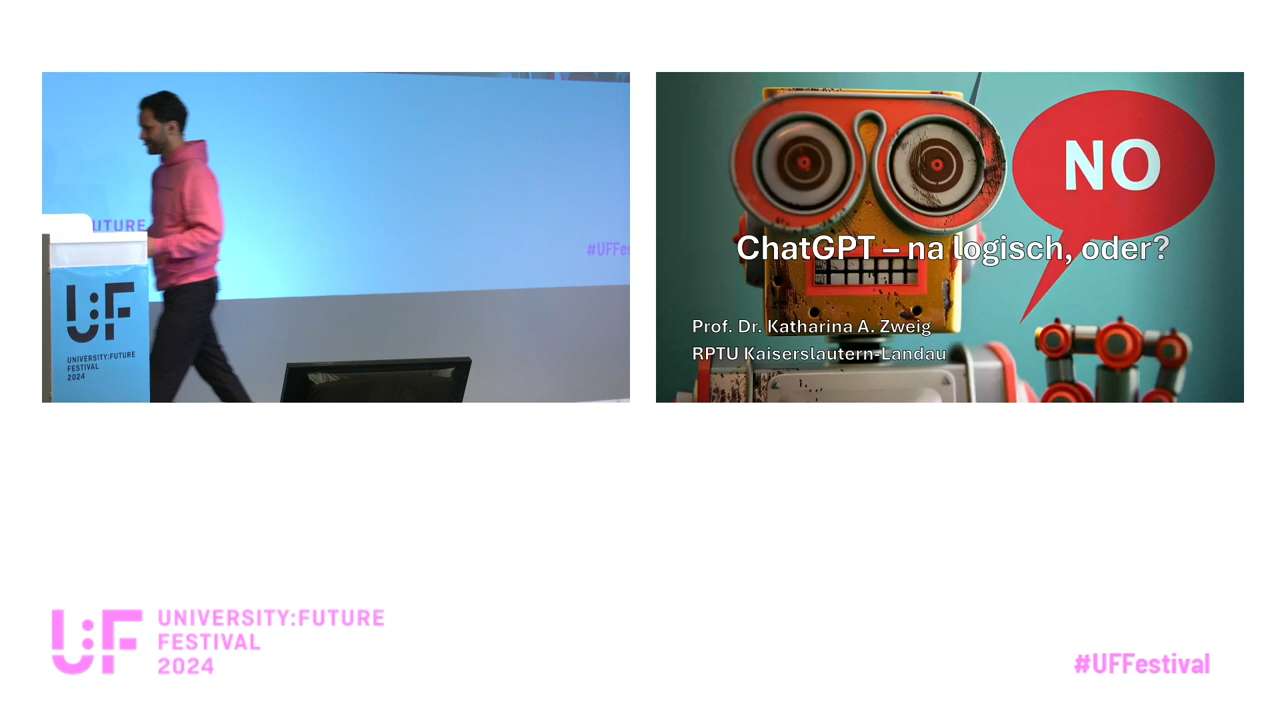 UTURE
#UFFes
U:F
UNIVERSITY:FUTURE
FESTIVAL
2024
NO
ChatGPT – na logisch, oder?
Prof. Dr. Katharina A. Zweig
RPTU Kaiserslautern-Landau
U:F
UNIVERSITY:FUTURE
FESTIVAL
2024
#UFFestival